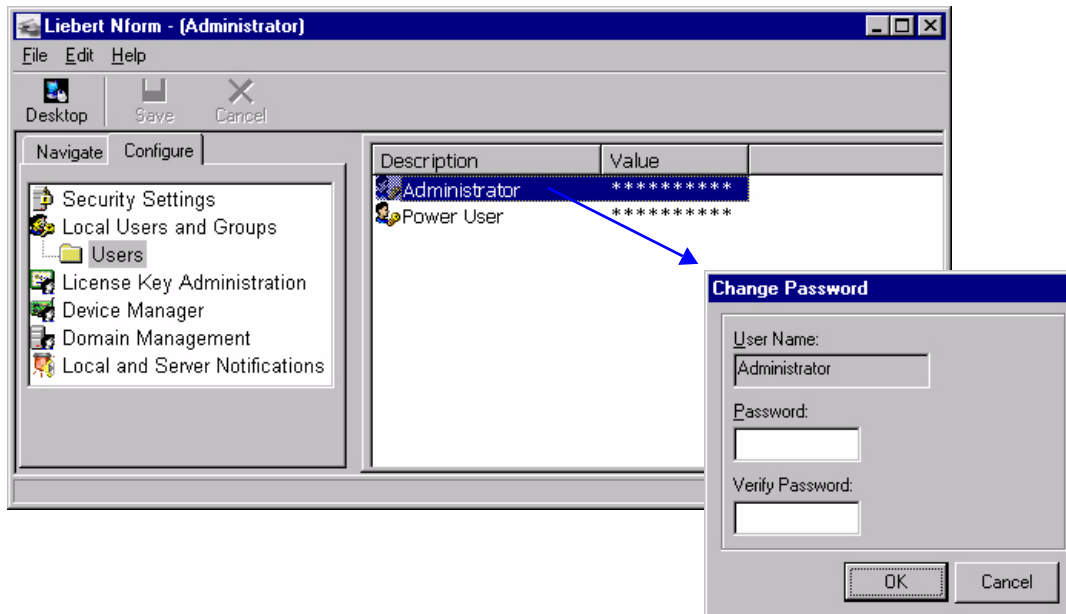 Liebert Nform - (Administrator)
File Edit Help
Desktop Save Cancel
Navigate Configure
Security Settings
Local Users and Groups
Users
License Key Administration
Device Manager
Domain Management
Local and Server Notifications
Description Value
Administrator **********
Power User **********
Change Password
User Name:
Administrator
Password:
Verify Password:
OK Cancel